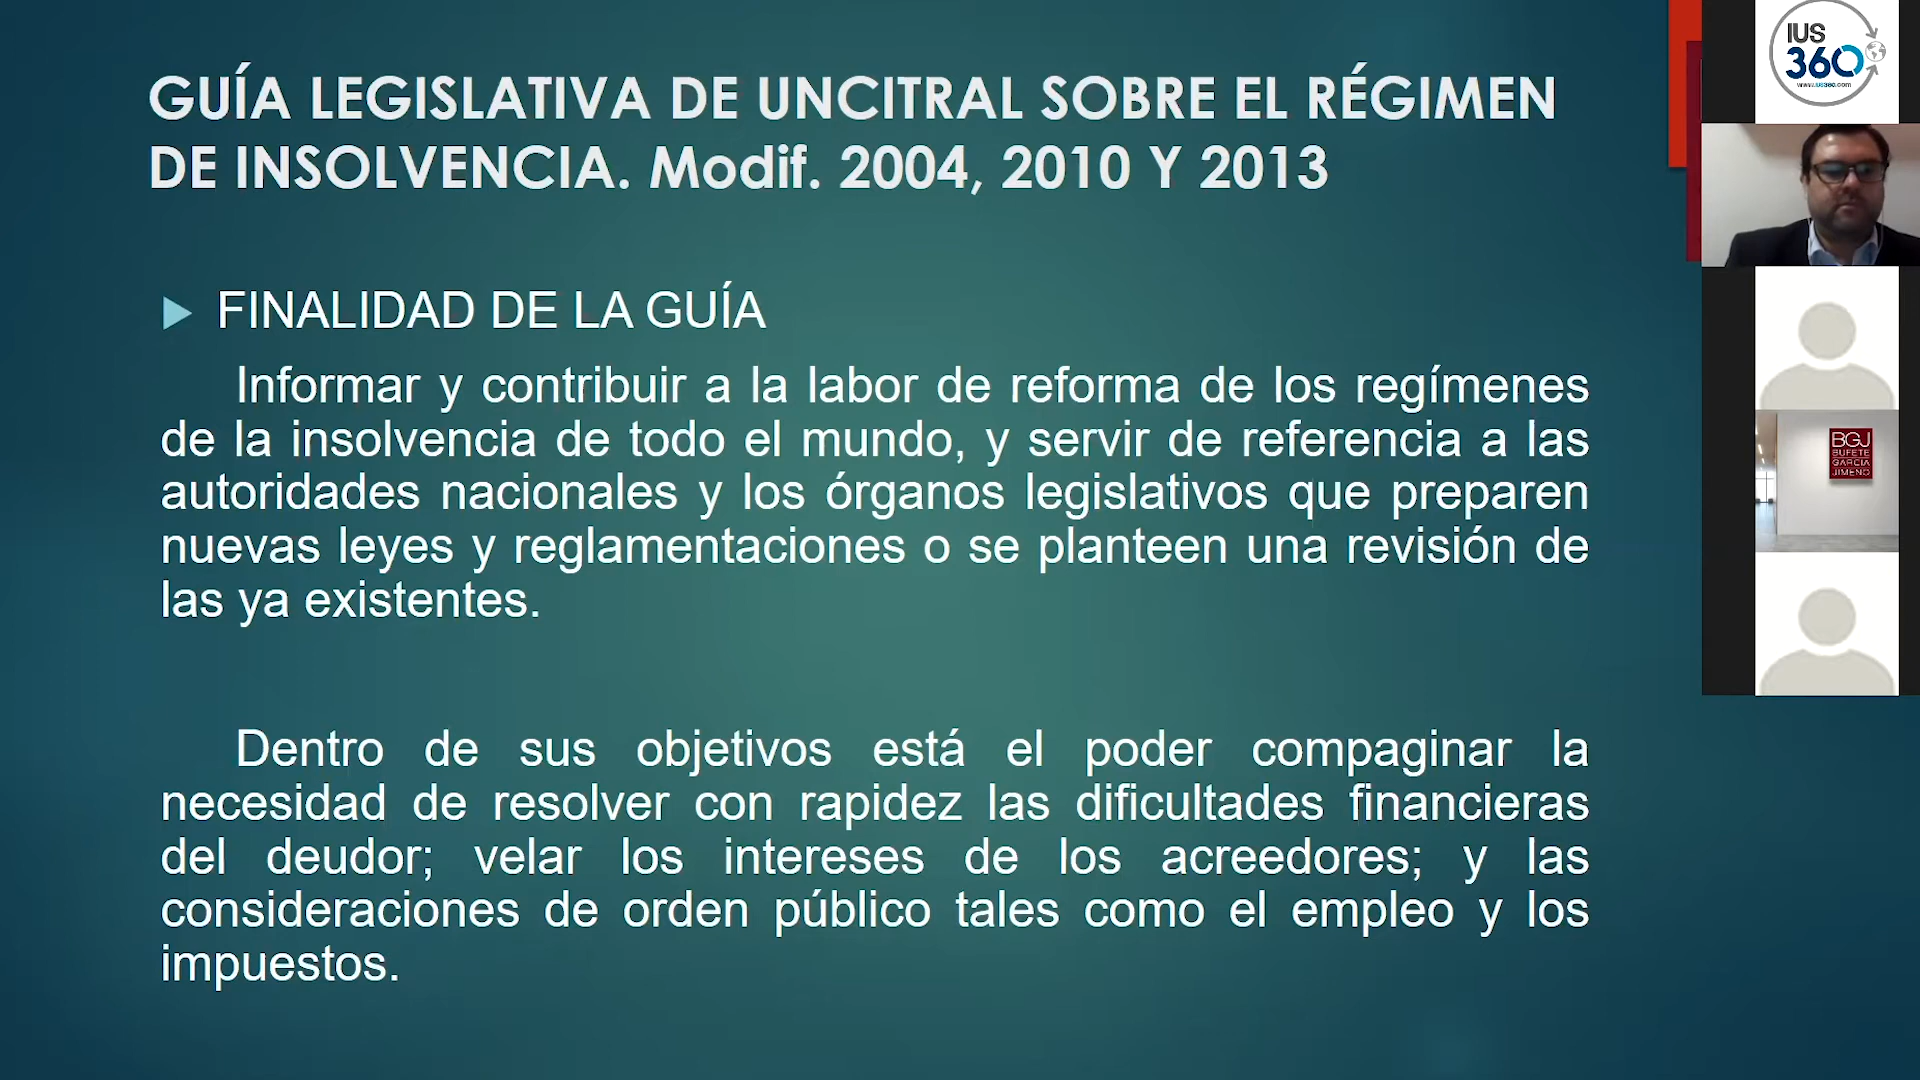 GUÍA LEGISLATIVA DE UNCITRAL SOBRE EL RÉGIMEN
DE INSOLVENCIA. Modif. 2004, 2010 Y 2013
FINALIDAD DE LA GUÍA
Informar y contribuir a la labor de reforma de los regímenes
de la insolvencia de todo el mundo, y servir de referencia a las
autoridades nacionales y los órganos legislativos que preparen
nuevas leyes y reglamentaciones o se planteen una revisión de
las ya existentes.
Dentro de sus objetivos está el poder compaginar la
necesidad de resolver con rapidez las dificultades financieras
del deudor; velar los intereses de los acreedores; y las
consideraciones de orden público tales como el empleo y los
impuestos.
IUS
360
www.ius360.com
BGJ
BUFETE
GARCÍA
JIMENO